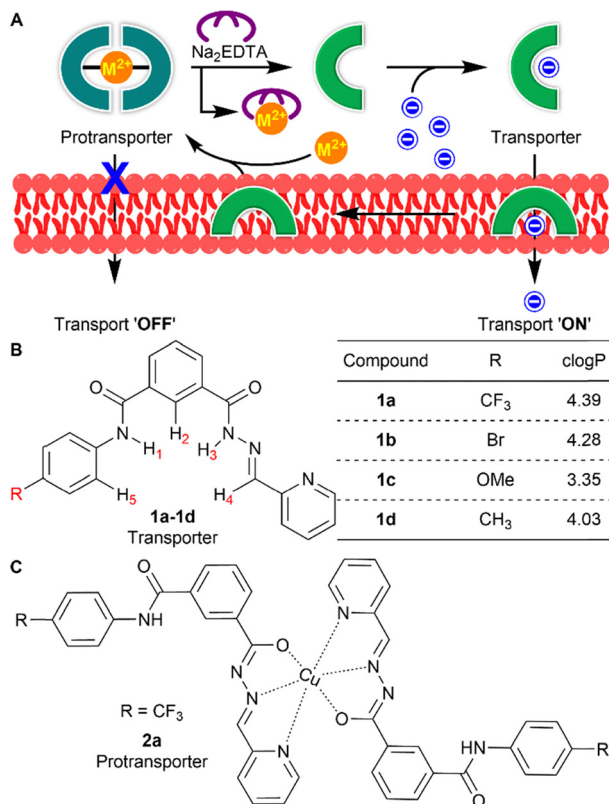 A
Na₂EDTA
M²⁺
M²⁺
M²⁺
Protransporter
Transporter
X
Transport 'OFF'
Transport 'ON'
B
O
O
N
H₁
H₂
N
H₃
N
N
R
H₅
H₄
1a-1d
Transporter
Compound R clogP
1a CF₃ 4.39
1b Br 4.28
1c OMe 3.35
1d CH₃ 4.03
C
O
R
NH
O
N
N
N
Cu
N
N
N
O
NH
O
R
R = CF₃
2a
Protransporter